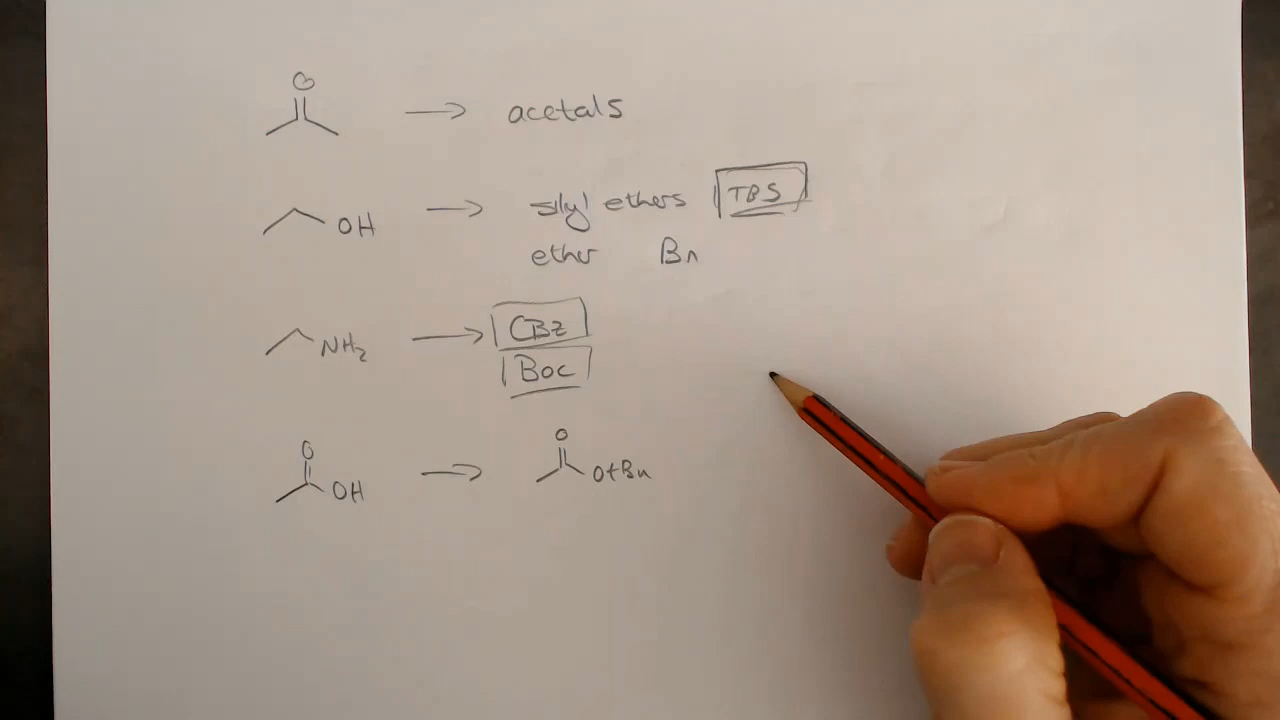 O → acetals
OH → silyl ethers TBS
ether Bn
NH2 → CBz
Boc
O O
OH → OtBu